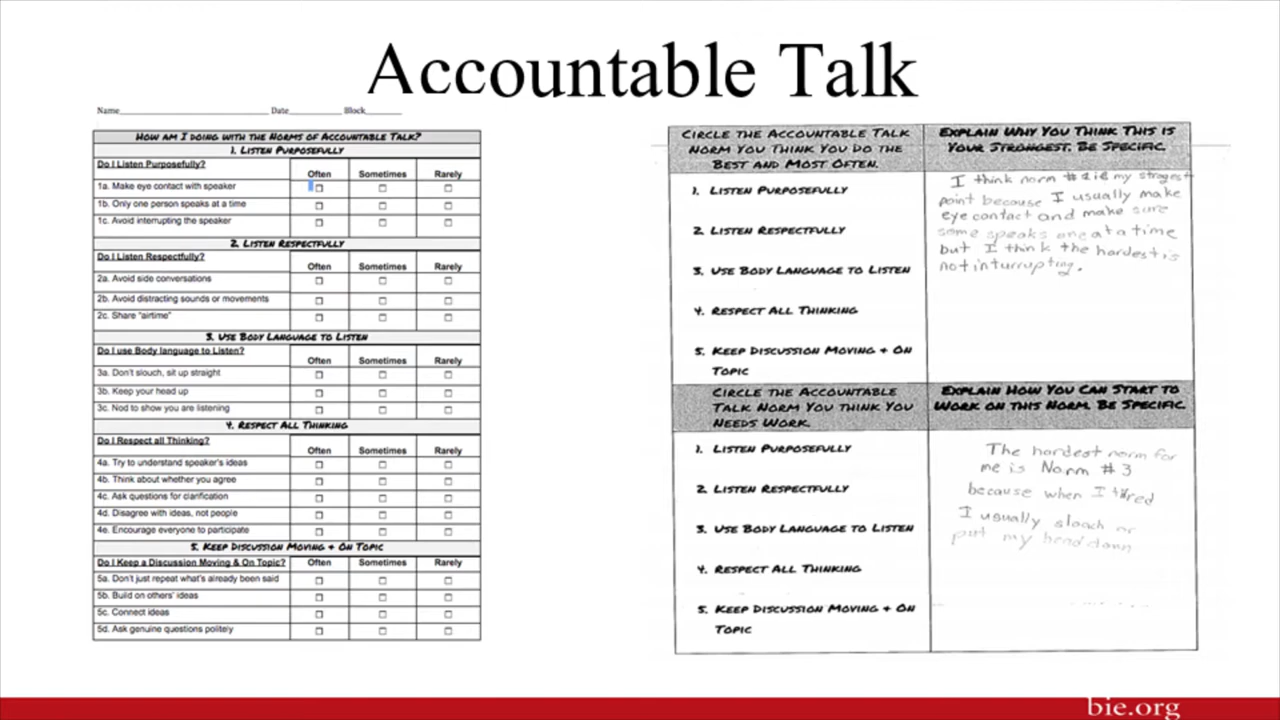 Accountable Talk
Name Date Block
HOW AM I DOING WITH THE NORMS OF ACCOUNTABLE TALK?
1. LISTEN PURPOSEFULLY
Do I Listen Purposefully? Often Sometimes Rarely
1a. Make eye contact with speaker
1b. Only one person speaks at a time
1c. Avoid interrupting the speaker
2. LISTEN RESPECTFULLY
Do I Listen Respectfully? Often Sometimes Rarely
2a. Avoid side conversations
2b. Avoid distracting sounds or movements
2c. Share "airtime"
3. USE BODY LANGUAGE TO LISTEN
Do I use Body language to Listen? Often Sometimes Rarely
3a. Don't slouch, sit up straight
3b. Keep your head up
3c. Nod to show you are listening
4. RESPECT ALL THINKING
Do I Respect all Thinking? Often Sometimes Rarely
4a. Try to understand speaker's ideas
4b. Think about whether you agree
4c. Ask questions for clarification
4d. Disagree with ideas, not people
4e. Encourage everyone to participate
5. KEEP DISCUSSION MOVING + ON TOPIC
Do I Keep a Discussion Moving & On Topic? Often Sometimes Rarely
5a. Don't just repeat what's already been said
5b. Build on others' ideas
5c. Connect ideas
5d. Ask genuine questions politely
CIRCLE THE ACCOUNTABLE TALK
NORM YOU THINK YOU DO THE
BEST AND MOST OFTEN.
EXPLAIN WHY YOU THINK THIS IS
YOUR STRONGEST. BE SPECIFIC.
1. LISTEN PURPOSEFULLY
2. LISTEN RESPECTFULLY
3. USE BODY LANGUAGE TO LISTEN
4. RESPECT ALL THINKING
5. KEEP DISCUSSION MOVING + ON
TOPIC
I think norm my
point because I usually make
eye contact and make sure
some speaks one at a time
but I think the hardest is
not inturrupting.
CIRCLE THE ACCOUNTABLE
TALK NORM YOU THINK YOU
NEEDS WORK.
EXPLAIN HOW YOU CAN START TO
WORK ON THIS NORM. BE SPECIFIC.
1. LISTEN PURPOSEFULLY
2. LISTEN RESPECTFULLY
3. USE BODY LANGUAGE TO LISTEN
4. RESPECT ALL THINKING
5. KEEP DISCUSSION MOVING + ON
TOPIC
The hardest norm for
me is Norm #3
because when I tired
I usually slouch or
put my head down
bie.org